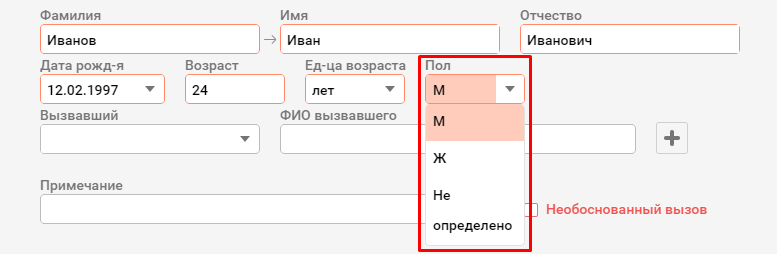 Фамилия Имя Отчество
Иванов Иван Иванович
Дата рожд-я Возраст Ед-ца возраста Пол
12.02.1997 24 лет М
Вызвавший ФИО вызвавшего
М
Ж
Примечание
Не
определено
Необоснованный вызов